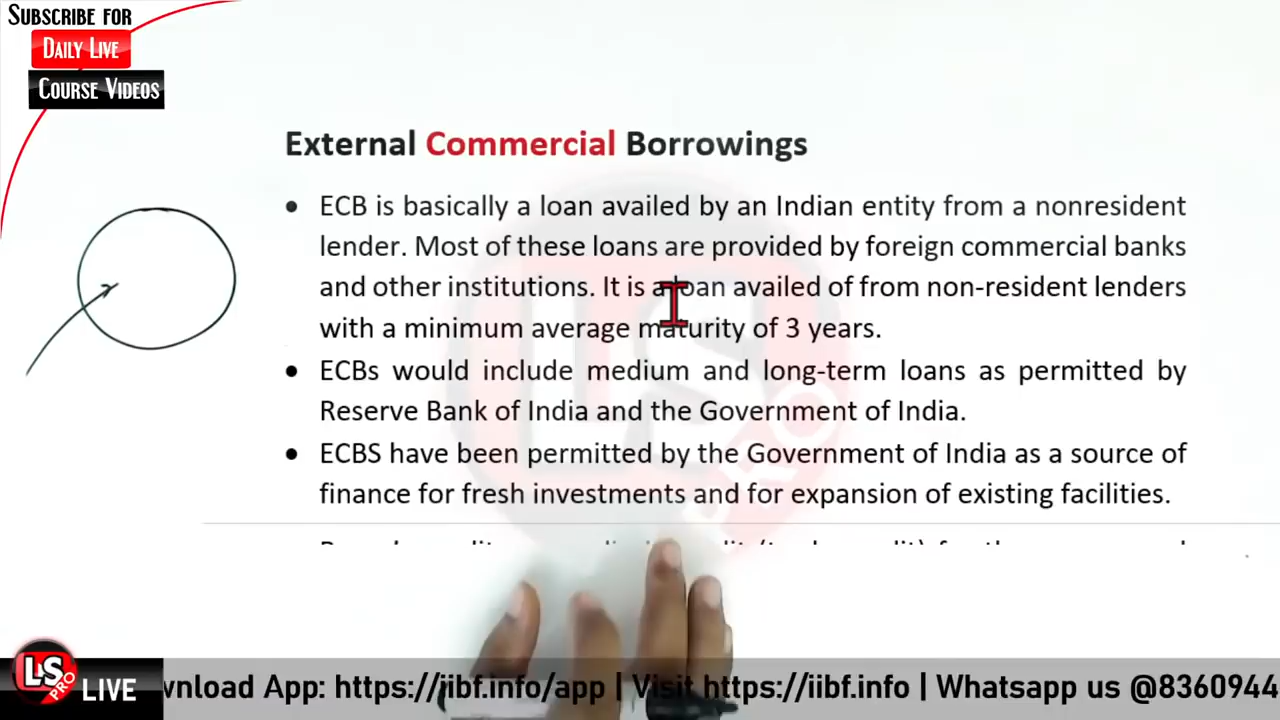 SUBSCRIBE FOR
DAILY LIVE
COURSE VIDEOS
External Commercial Borrowings
• ECB is basically a loan availed by an Indian entity from a nonresident
lender. Most of these loans are provided by foreign commercial banks
and other institutions. It is a loan availed of from non-resident lenders
with a minimum average maturity of 3 years.
• ECBs would include medium and long-term loans as permitted by
Reserve Bank of India and the Government of India.
• ECBS have been permitted by the Government of India as a source of
finance for fresh investments and for expansion of existing facilities.
LS PRO
LS
PRO
LIVE
wnload App: https://iibf.info/app | Visit https://iibf.info | Whatsapp us @8360944